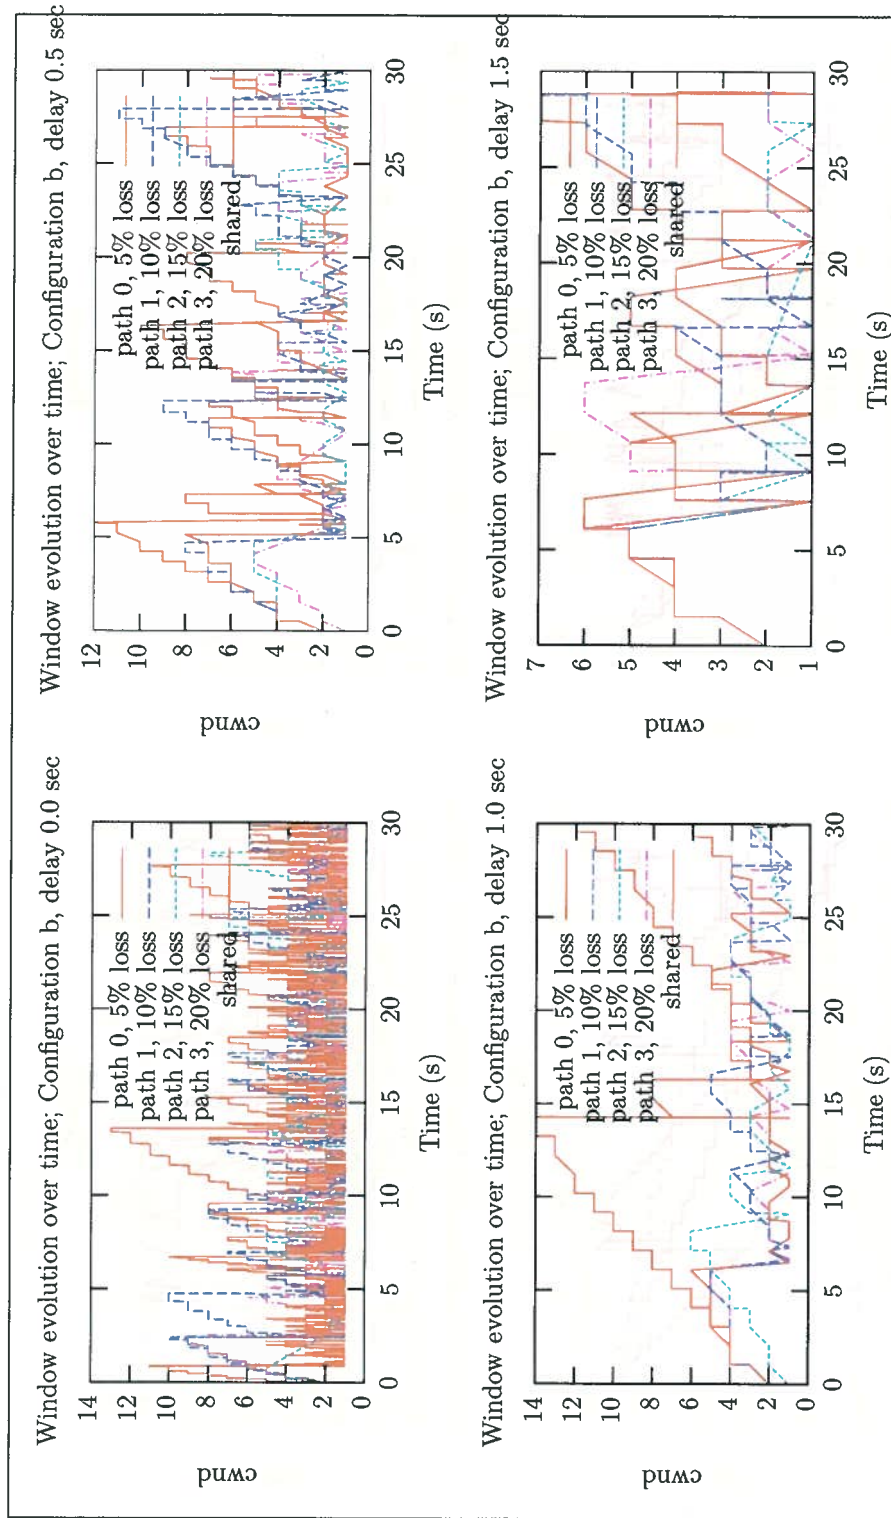 Window evolution over time; Configuration b, delay 0.0 sec
14
12
10
8
6
4
2
0
cwnd
path 0, 5% loss
path 1, 10% loss
path 2, 15% loss
path 3, 20% loss
shared
0 5 10 15 20 25 30
Time (s)
Window evolution over time; Configuration b, delay 0.5 sec
12
10
8
6
4
2
0
cwnd
path 0, 5% loss
path 1, 10% loss
path 2, 15% loss
path 3, 20% loss
shared
0 5 10 15 20 25 30
Time (s)
Window evolution over time; Configuration b, delay 1.0 sec
14
12
10
8
6
4
2
0
cwnd
path 0, 5% loss
path 1, 10% loss
path 2, 15% loss
path 3, 20% loss
shared
0 5 10 15 20 25 30
Time (s)
Window evolution over time; Configuration b, delay 1.5 sec
7
6
5
4
3
2
1
cwnd
path 0, 5% loss
path 1, 10% loss
path 2, 15% loss
path 3, 20% loss
shared
0 5 10 15 20 25 30
Time (s)